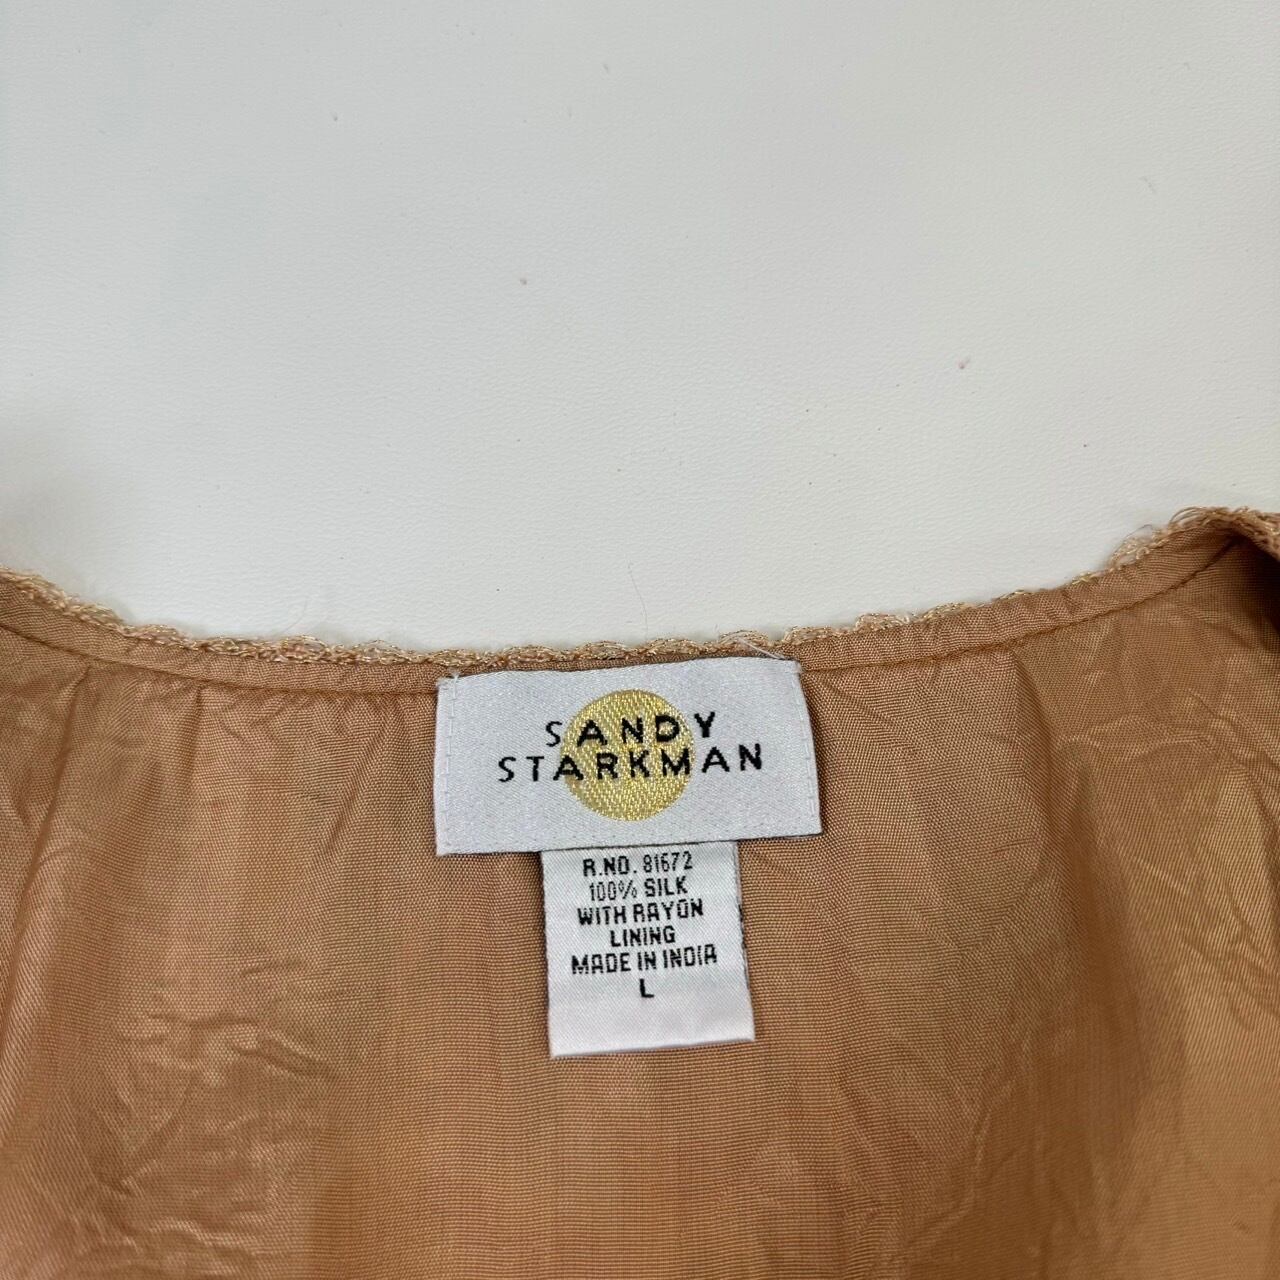 SANDY
STARKMAN
R.NO. 81672
100% SILK
WITH RAYON
LINING
MADE IN INDIA
L